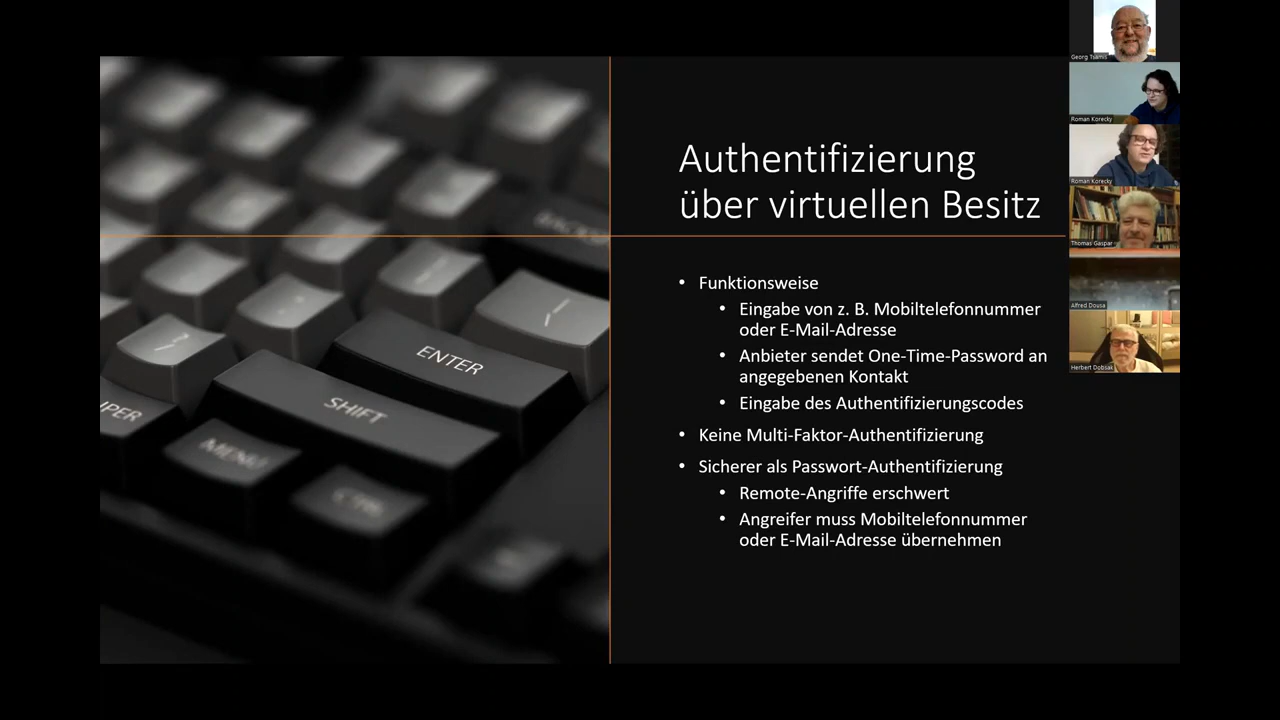 Authentifizierung
über virtuellen Besitz
• Funktionsweise
• Eingabe von z. B. Mobiltelefonnummer
oder E-Mail-Adresse
• Anbieter sendet One-Time-Password an
angegebenen Kontakt
• Eingabe des Authentifizierungscodes
• Keine Multi-Faktor-Authentifizierung
• Sicherer als Passwort-Authentifizierung
• Remote-Angriffe erschwert
• Angreifer muss Mobiltelefonnummer
oder E-Mail-Adresse übernehmen
ENTER
SHIFT
MENU
Georg Tsamis
Roman Korecky
Roman Korecky
Thomas Gaspar
Alfred Dousa
Herbert Dobsak